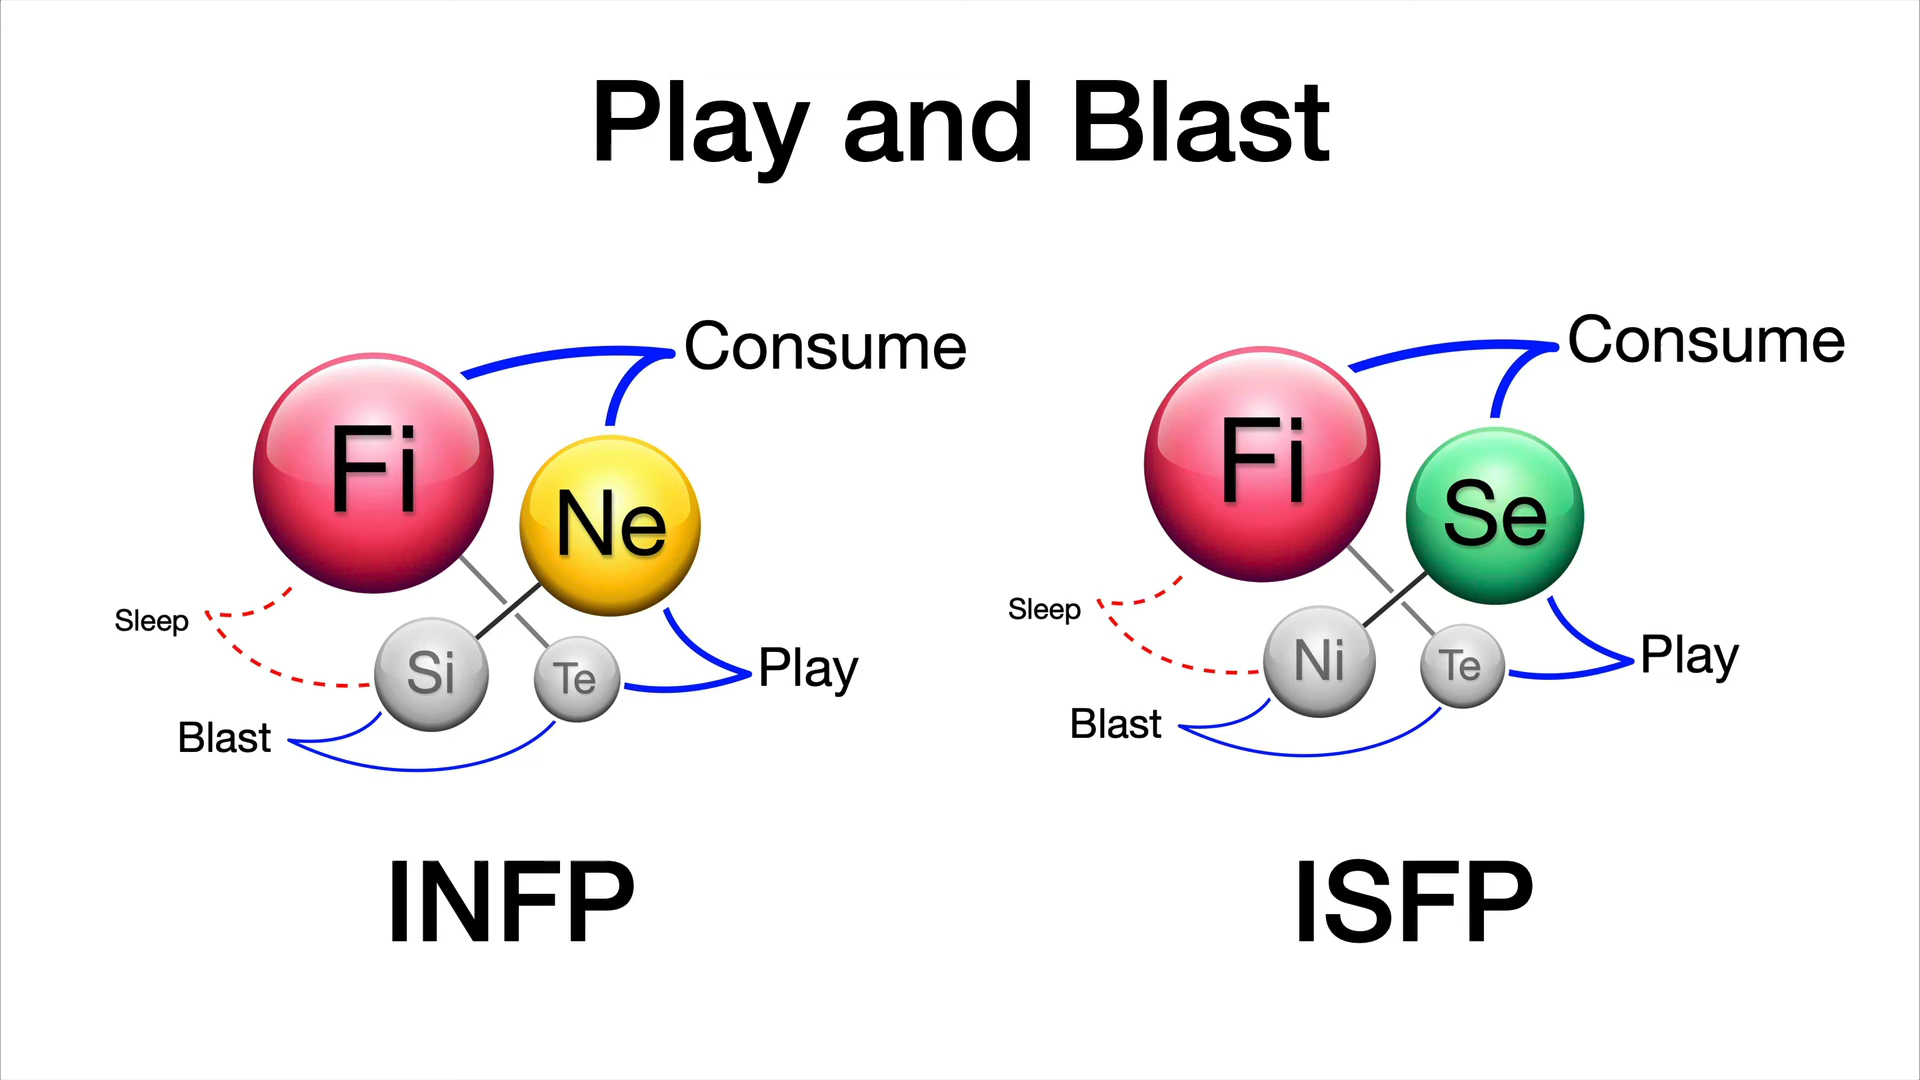 Play and Blast
Consume
Fi
Ne
Sleep
Si
Te
Play
Blast
INFP
Consume
Fi
Se
Sleep
Ni
Te
Play
Blast
ISFP